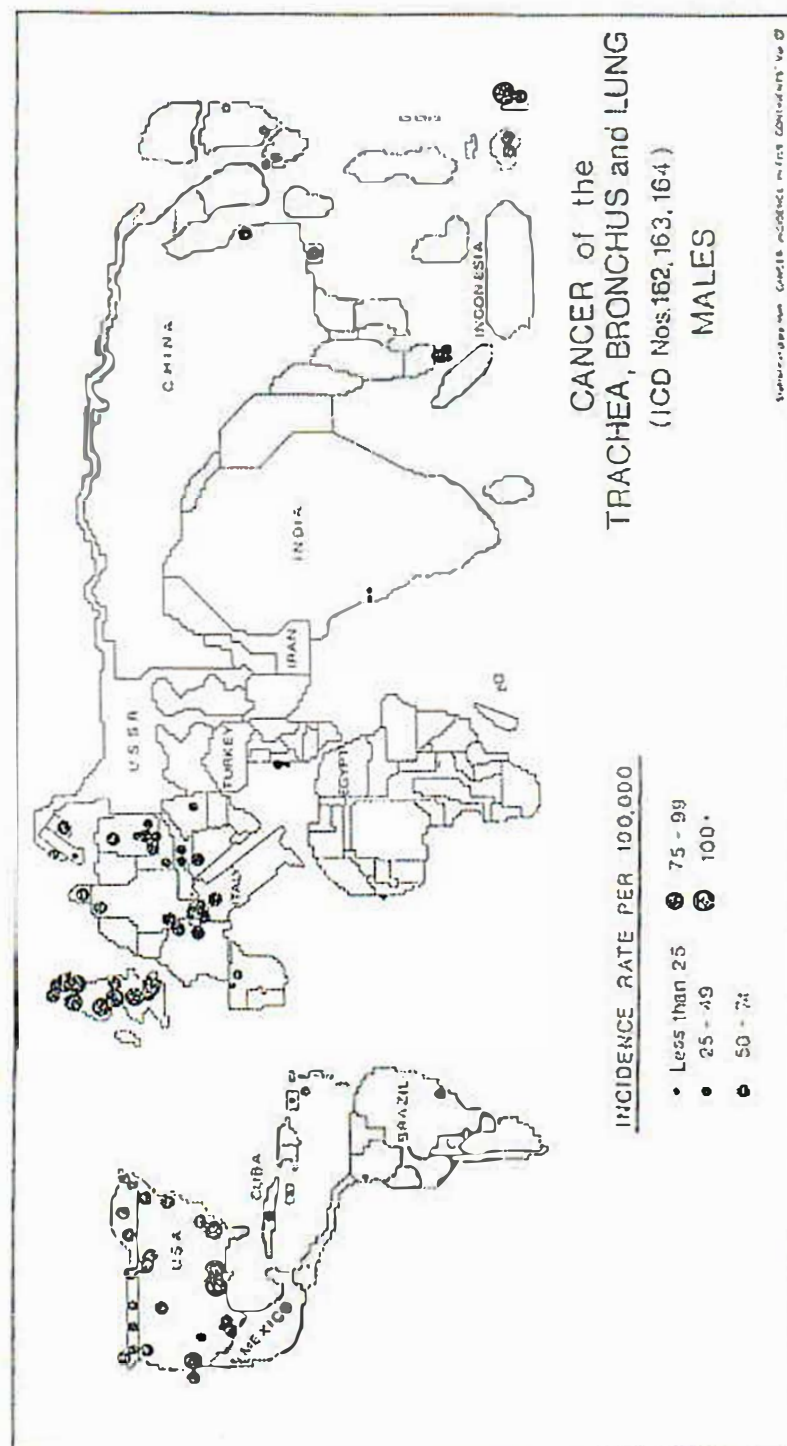 CANCER of the
TRACHEA, BRONCHUS and LUNG
(ICD Nos.162, 163, 164)
MALES
INCIDENCE RATE PER 100,000
Less than 25
25 - 49
50 - 74
75 - 99
100+
USA
MEXICO
CUBA
BRAZIL
ITALY
USSR
TURKEY
EGYPT
IRAN
INDIA
CHINA
INDONESIA